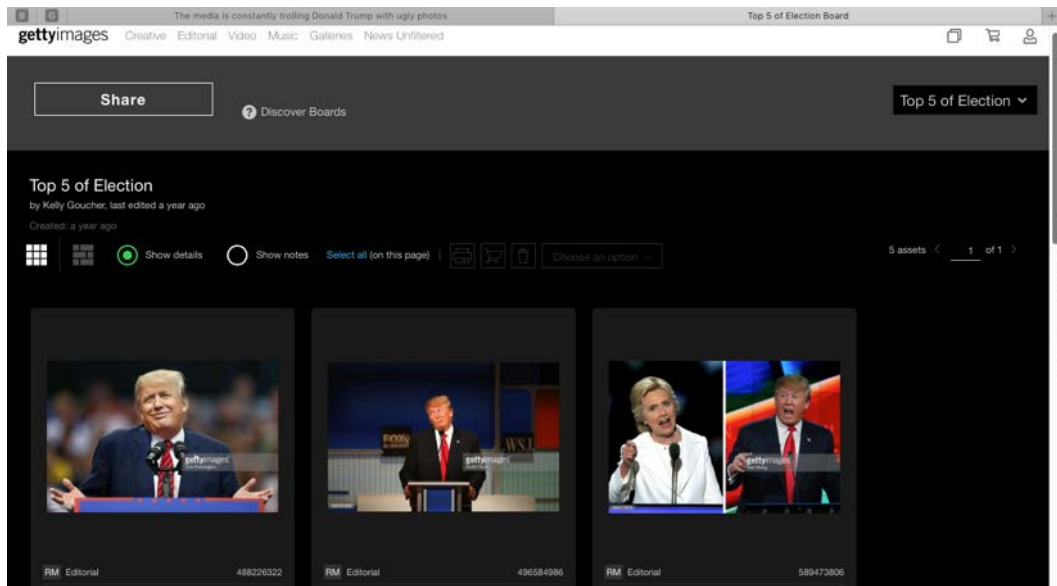 The media is constantly trolling Donald Trump with ugly photos
Top 5 of Election Board
gettyimages Creative Editorial Video Music Galleries News Unfiltered
Share
? Discover Boards
Top 5 of Election
Top 5 of Election
by Kelly Goucher, last edited a year ago
Created: a year ago
Show details
Show notes
Select all (on this page)
Choose an option
5 assets
1 of 1
gettyimages
FOX
WSJ
gettyimages
gettyimages
RM Editorial 488226322
RM Editorial 496584986
RM Editorial 589473806